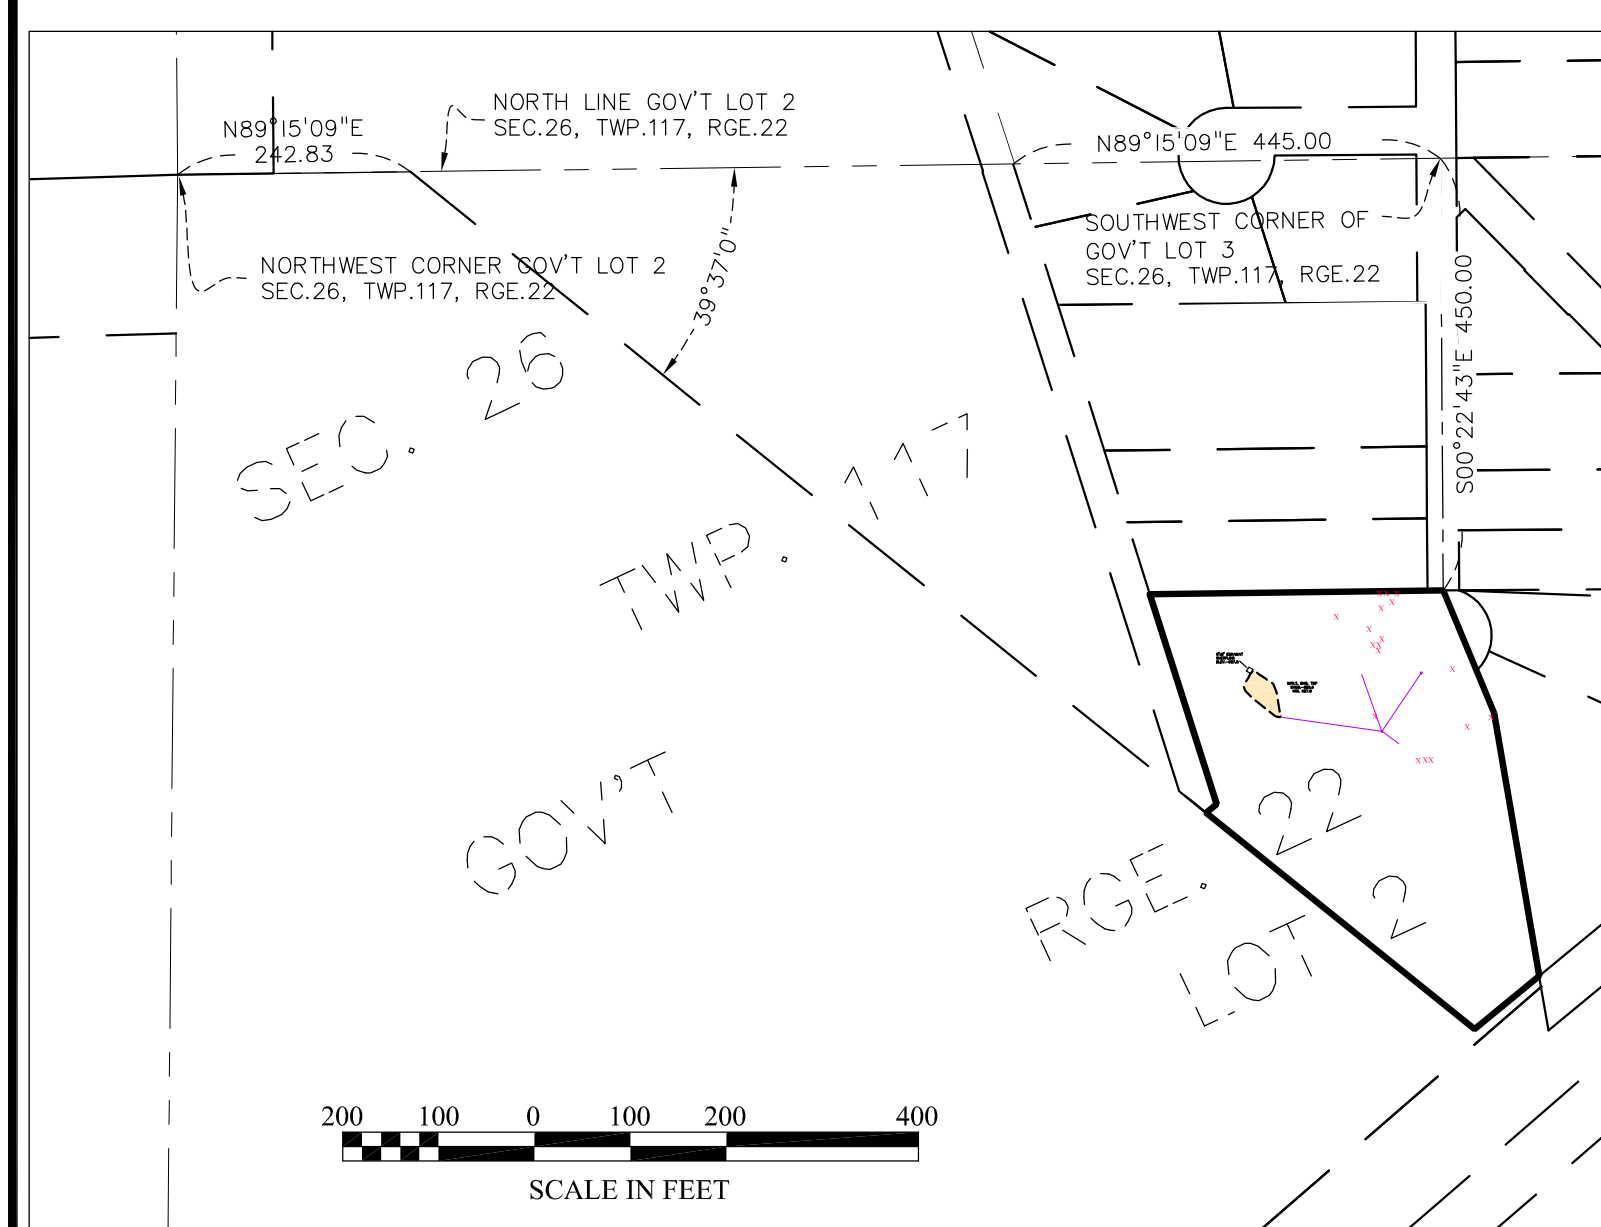 NORTH LINE GOV'T LOT 2
SEC.26, TWP.117, RGE.22
N89°15'09"E
242.83
N89°15'09"E 445.00
SOUTHWEST CORNER OF
GOV'T LOT 3
SEC.26, TWP.117, RGE.22
NORTHWEST CORNER GOV'T LOT 2
SEC.26, TWP.117, RGE.22
39°37'0"
S00°22'43"E 450.00
SEC. 26
TWP. 117
GOV'T
RGE. 22
LOT 2
x x x
x
x
x
x
x
x x
x
x
x
x
x
x x x
200 100 0 100 200 400
SCALE IN FEET